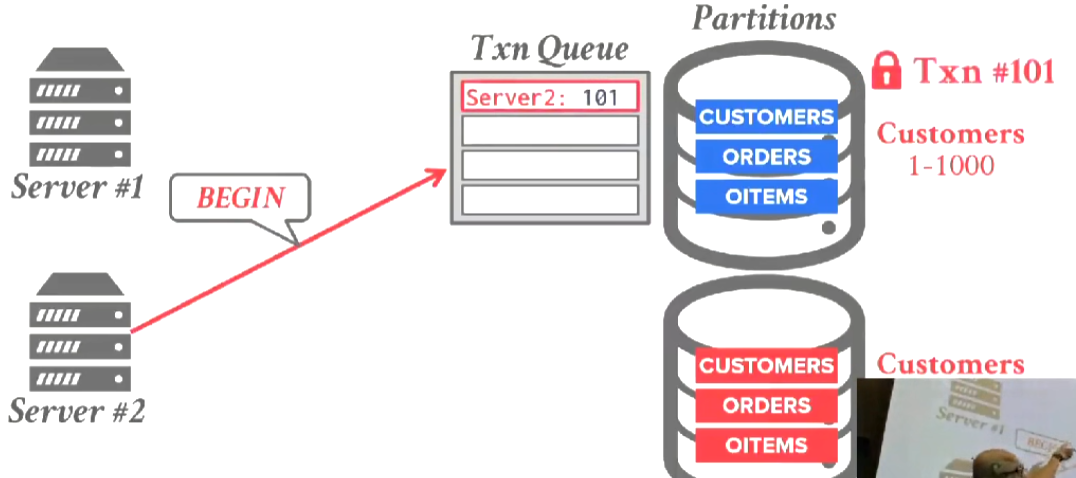 Partitions
Txn Queue
Txn #101
Server2: 101
CUSTOMERS
Customers
1-1000
ORDERS
OITEMS
Server #1
BEGIN
CUSTOMERS
Customers
ORDERS
OITEMS
Server #2
Server #1